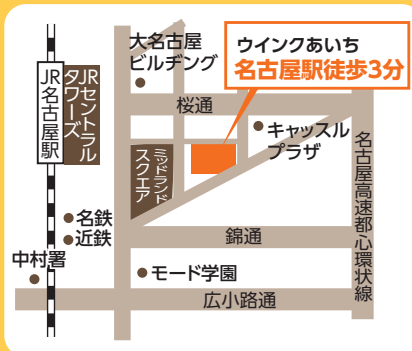 大名古屋
ビルヂング
ウインクあいち
名古屋駅徒歩3分
JR名古屋駅
JRセントラル
タワーズ
桜通
キャッスル
プラザ
ミッドランド
スクエア
名古屋高速都心環状線
名鉄
近鉄
錦通
中村署
モード学園
広小路通